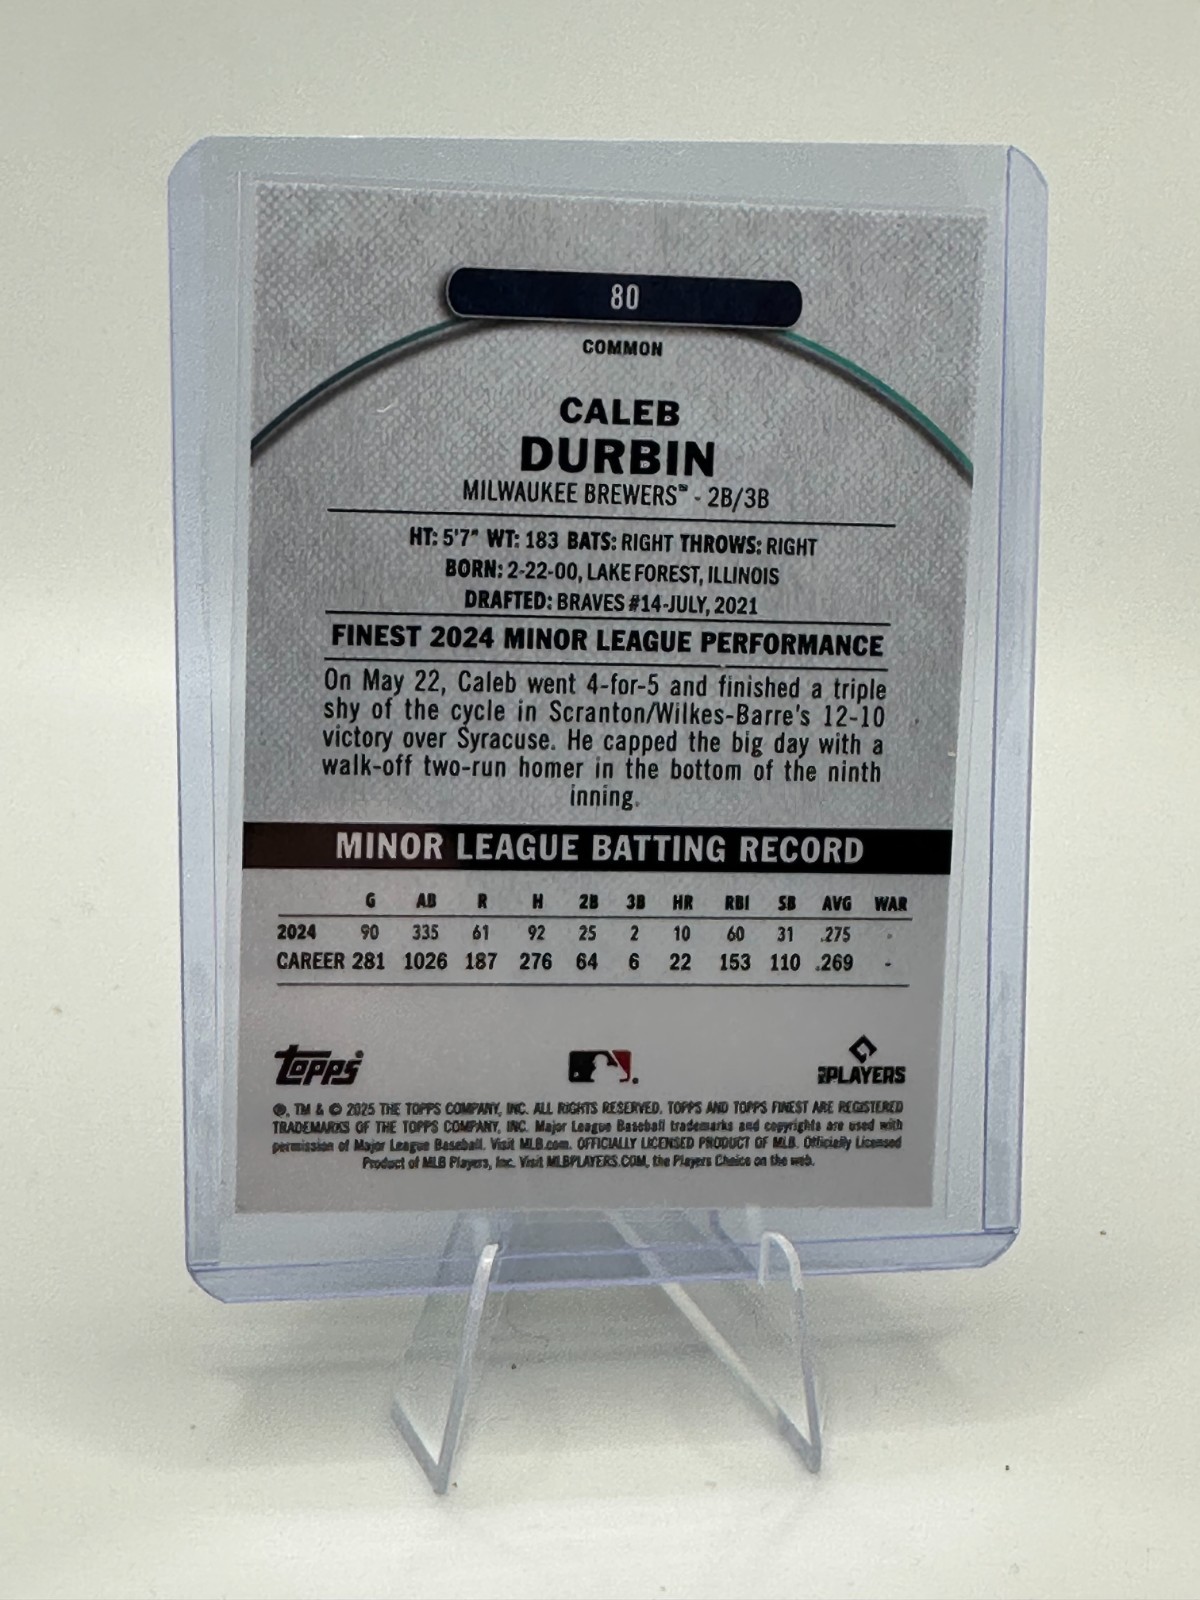 80
COMMON
CALEB
DURBIN
MILWAUKEE BREWERS™ - 2B/3B
HT: 5'7" WT: 183 BATS: RIGHT THROWS: RIGHT
BORN: 2-22-00, LAKE FOREST, ILLINOIS
DRAFTED: BRAVES #14-JULY, 2021
FINEST 2024 MINOR LEAGUE PERFORMANCE
On May 22, Caleb went 4-for-5 and finished a triple
shy of the cycle in Scranton/Wilkes-Barre's 12-10
victory over Syracuse. He capped the big day with a
walk-off two-run homer in the bottom of the ninth
inning.
MINOR LEAGUE BATTING RECORD
G AB R H 2B 3B HR RBI SB AVG WAR
2024 90 335 61 92 25 2 10 60 31 .275 -
CAREER 281 1026 187 276 64 6 22 153 110 .269 -
Topps PLAYERS
®, TM & © 2025 THE TOPPS COMPANY, INC. ALL RIGHTS RESERVED. TOPPS AND TOPPS FINEST ARE REGISTERED
TRADEMARKS OF THE TOPPS COMPANY, INC. Major League Baseball trademarks and copyrights are used with
permission of Major League Baseball. Visit MLB.com. OFFICIALLY LICENSED PRODUCT OF MLB. Officially Licensed
Product of MLB Players, Inc. Visit MLBPLAYERS.COM, the Players Choice on the web.